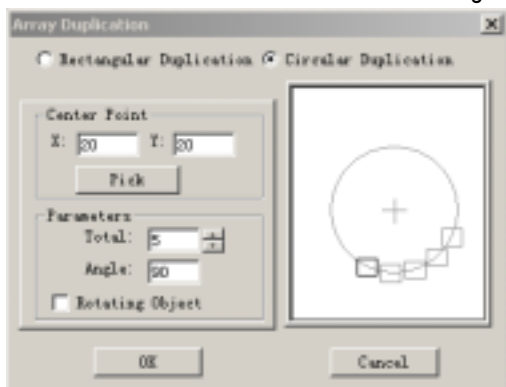 Array Duplication
Rectangular Duplication Circular Duplication
Center Point
X: 20 Y: 20
Pick
Parameters
Total: 5
Angle: 90
Rotating Object
OK Cancel